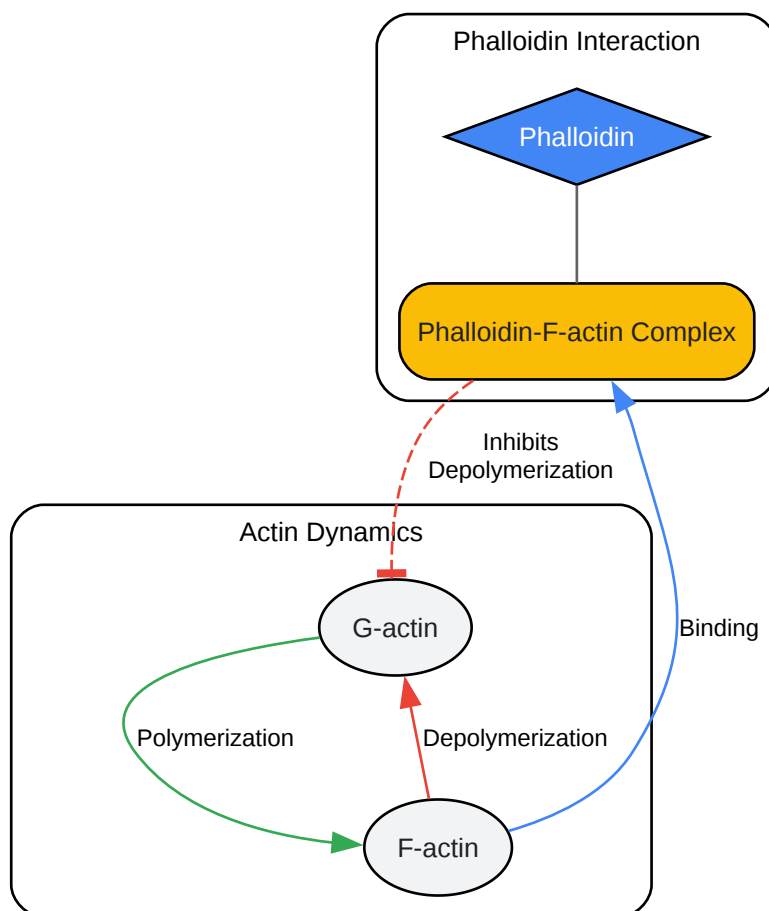 Phalloidin Interaction
Phalloidin
Phalloidin-F-actin Complex
Inhibits
Depolymerization
Actin Dynamics
G-actin
Binding
Polymerization
Depolymerization
F-actin